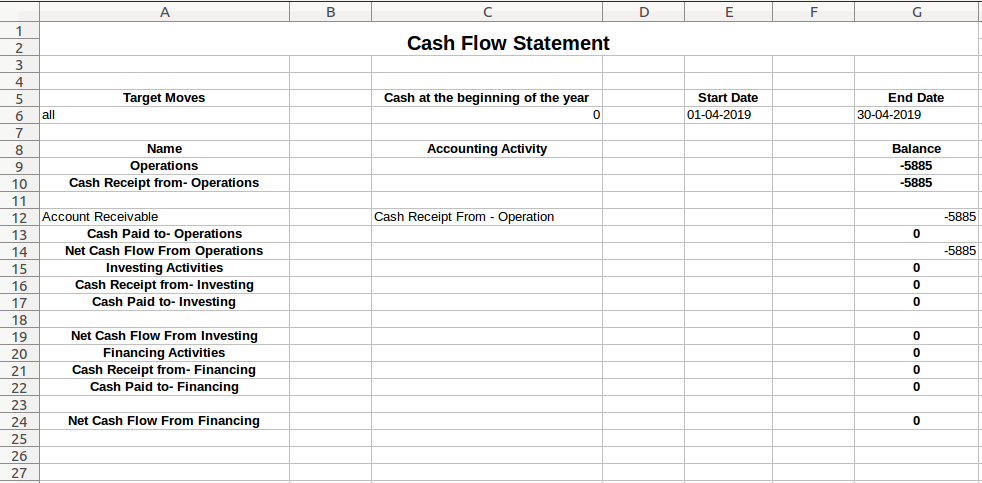 A B C D E F G
1
2 Cash Flow Statement
3
4
5 Target Moves Cash at the beginning of the year Start Date End Date
6 all 0 01-04-2019 30-04-2019
7
8 Name Accounting Activity Balance
9 Operations -5885
10 Cash Receipt from- Operations -5885
11
12 Account Receivable Cash Receipt From - Operation -5885
13 Cash Paid to- Operations 0
14 Net Cash Flow From Operations -5885
15 Investing Activities 0
16 Cash Receipt from- Investing 0
17 Cash Paid to- Investing 0
18
19 Net Cash Flow From Investing 0
20 Financing Activities 0
21 Cash Receipt from- Financing 0
22 Cash Paid to- Financing 0
23
24 Net Cash Flow From Financing 0
25
26
27